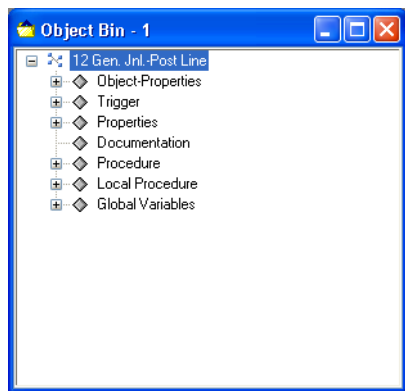 Object Bin - 1
12 Gen. Jnl.-Post Line
Object-Properties
Trigger
Properties
Documentation
Procedure
Local Procedure
Global Variables